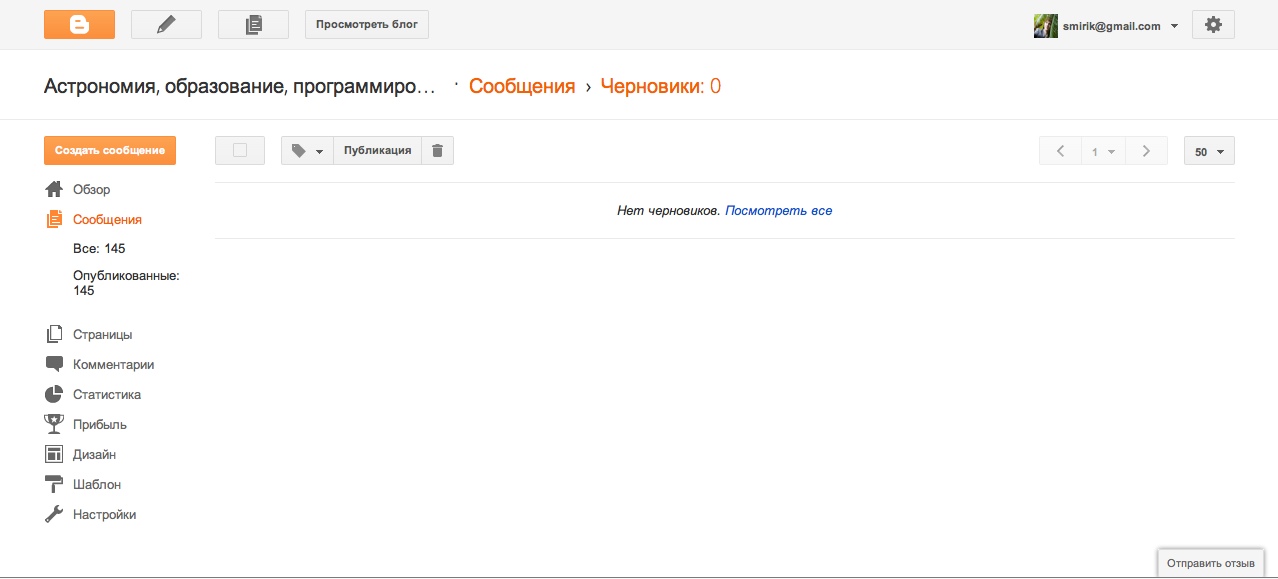 Просмотреть блог
smirik@gmail.com
Астрономия, образование, программиро… · Сообщения › Черновики: 0
Создать сообщение
Публикация
1
50
Обзор
Нет черновиков. Посмотреть все
Сообщения
Все: 145
Опубликованные:
145
Страницы
Комментарии
Статистика
Прибыль
Дизайн
Шаблон
Настройки
Отправить отзыв